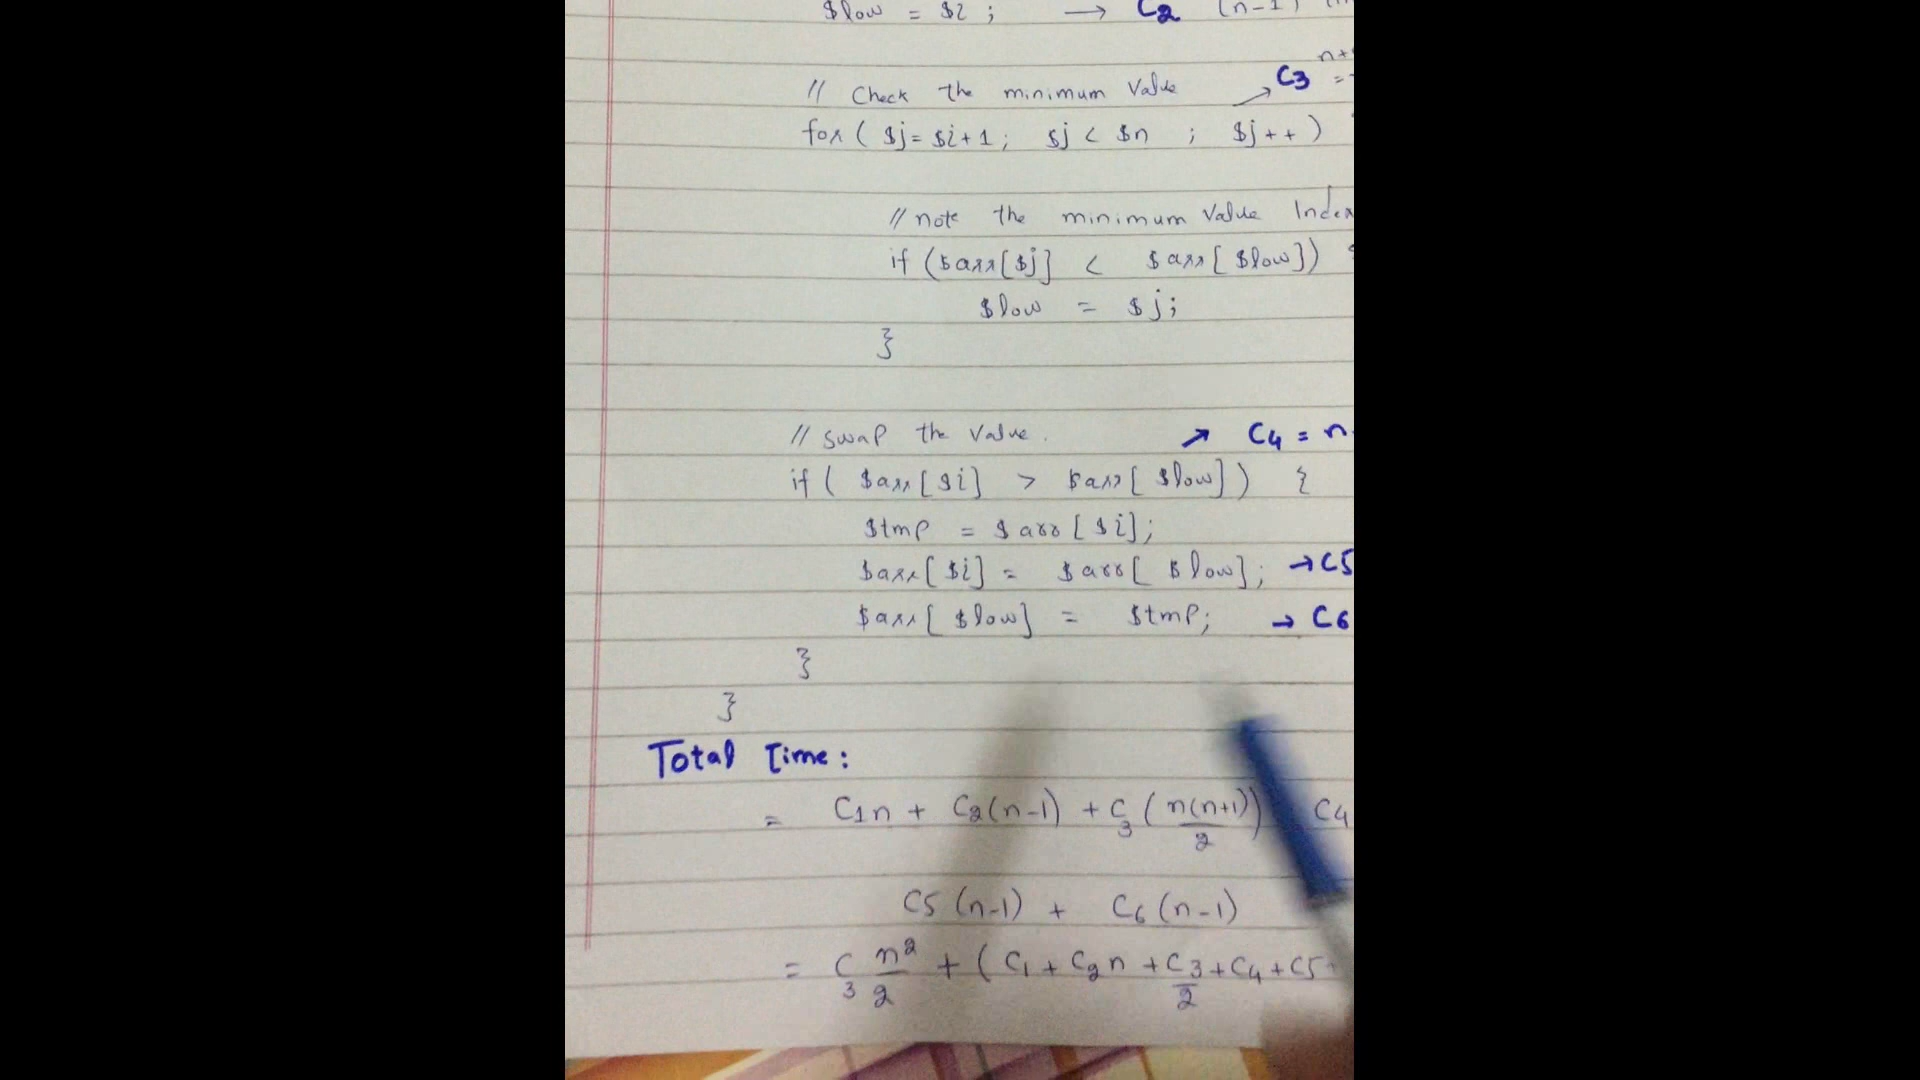 $low = $i ; → C2 (n-1)
n+
// Check the minimum Value → C3 =
for ( $j = $i+1 ; $j < $n ; $j++ )
// note the minimum Value Index
if ($arr[$j] < $arr[ $low])
$low = $j;
}
// swap the Value. → C4 = n
if ( $arr[$i] > $arr[ $low]) {
$tmp = $arr[ $i];
$arr[$i] = $arr[ $low]; → C5
$arr[ $low] = $tmp; → C6
}
}
Total Time:
= C1n + C2(n-1) + C3 ( n(n+1)/2 ) C4
C5 (n-1) + C6 (n-1)
= C3 n²/2 + ( C1 + C2n + C3/2 + C4 + C5